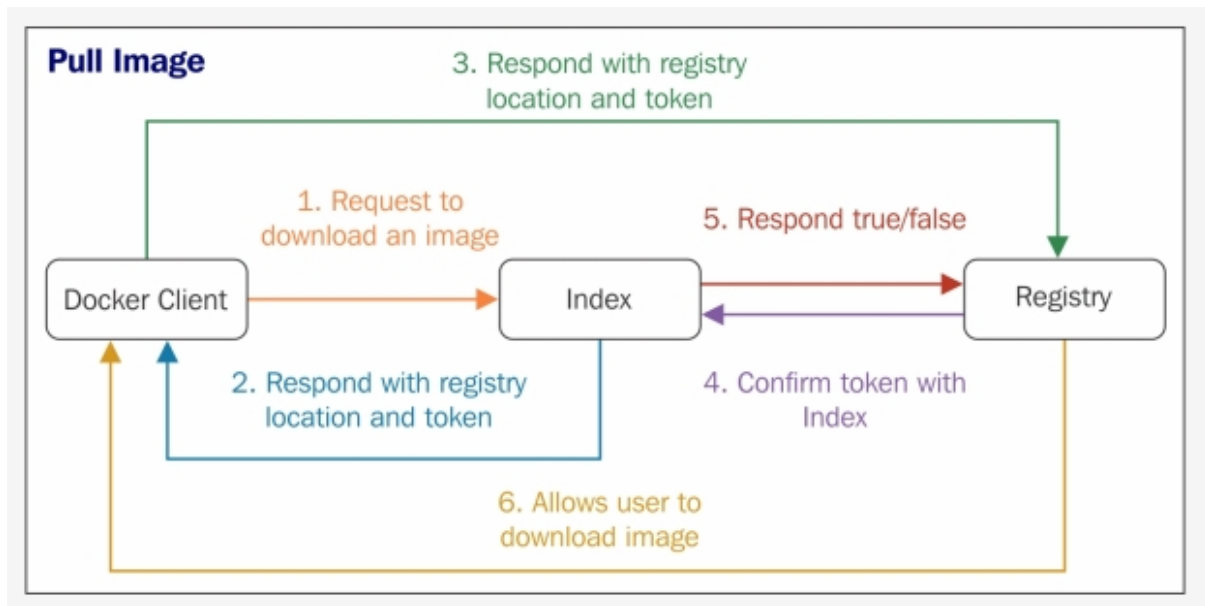 Pull Image
3. Respond with registry
location and token
1. Request to
download an image
5. Respond true/false
Docker Client
Index
Registry
2. Respond with registry
location and token
4. Confirm token with
Index
6. Allows user to
download image